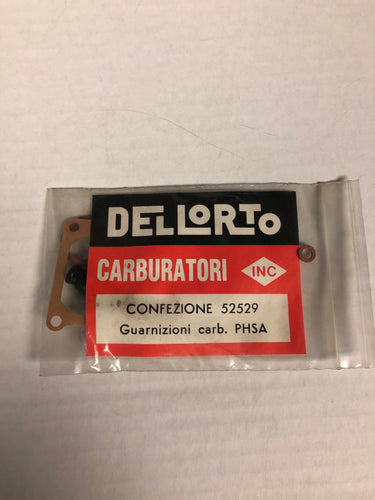 DELLORTO
CARBURATORI
INC
CONFEZIONE 52529
Guarnizioni carb. PHSA